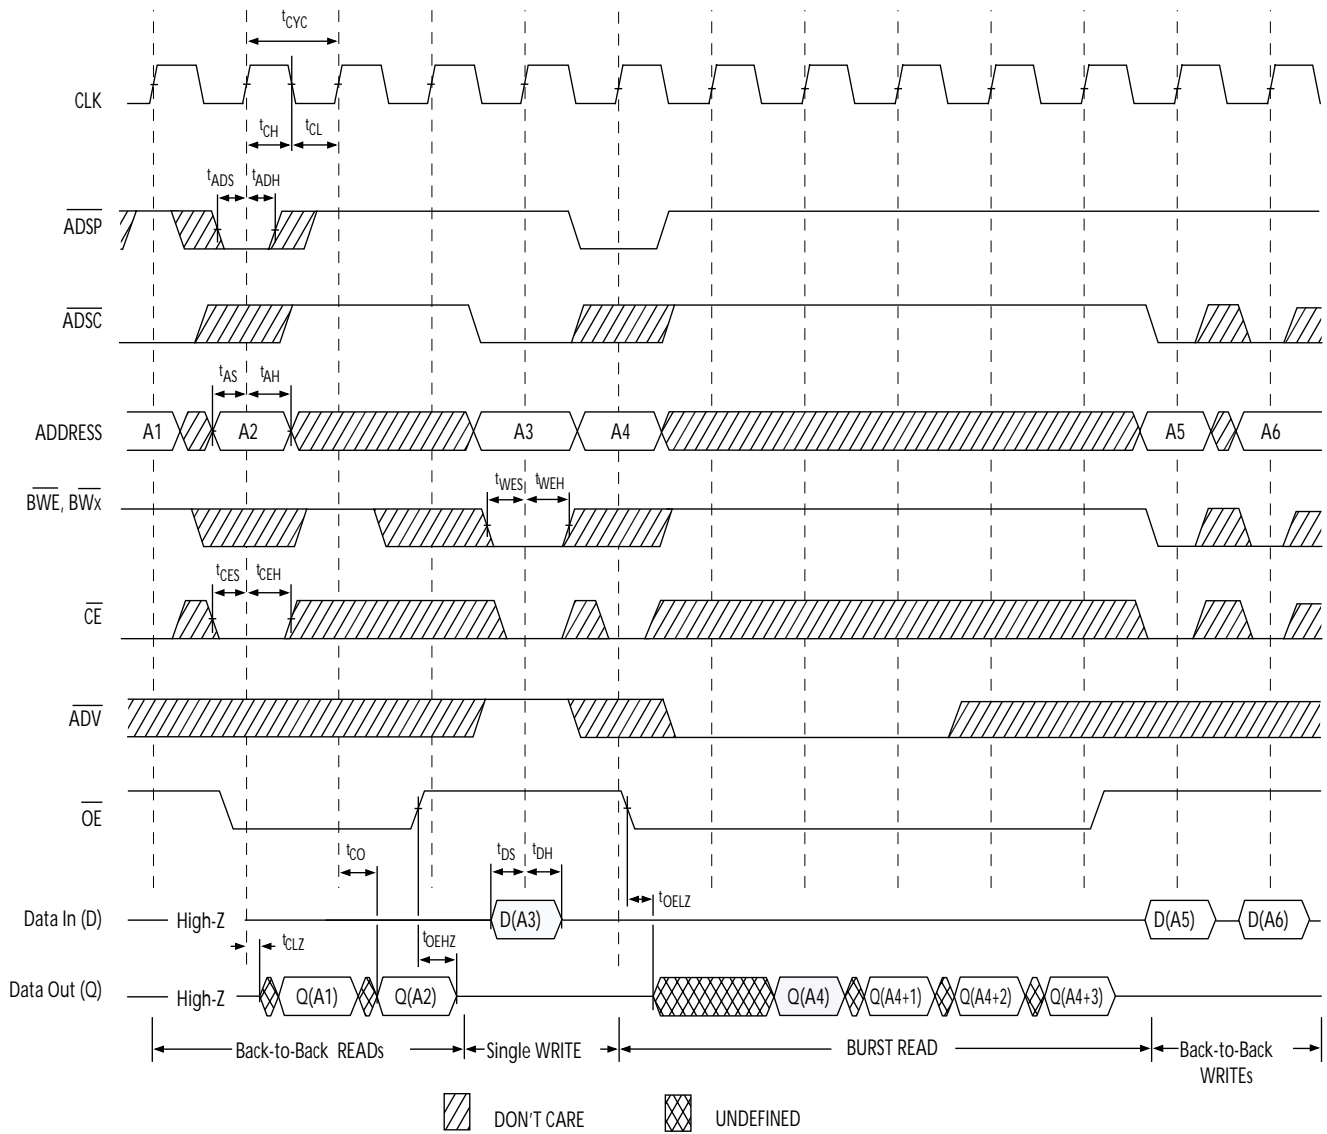 tCYC
CLK
tCH tCL
tADS tADH
ADSP
ADSC
tAS tAH
ADDRESS A1 A2 A3 A4 A5 A6
tWES tWEH
BWE, BWx
tCES tCEH
CE
ADV
OE
tCO tDS tDH
tOELZ
Data In (D) High-Z D(A3) D(A5) D(A6)
tCLZ tOEHZ
Data Out (Q) High-Z Q(A1) Q(A2) Q(A4) Q(A4+1) Q(A4+2) Q(A4+3)
Back-to-Back READs Single WRITE BURST READ Back-to-Back
WRITEs
DON'T CARE UNDEFINED